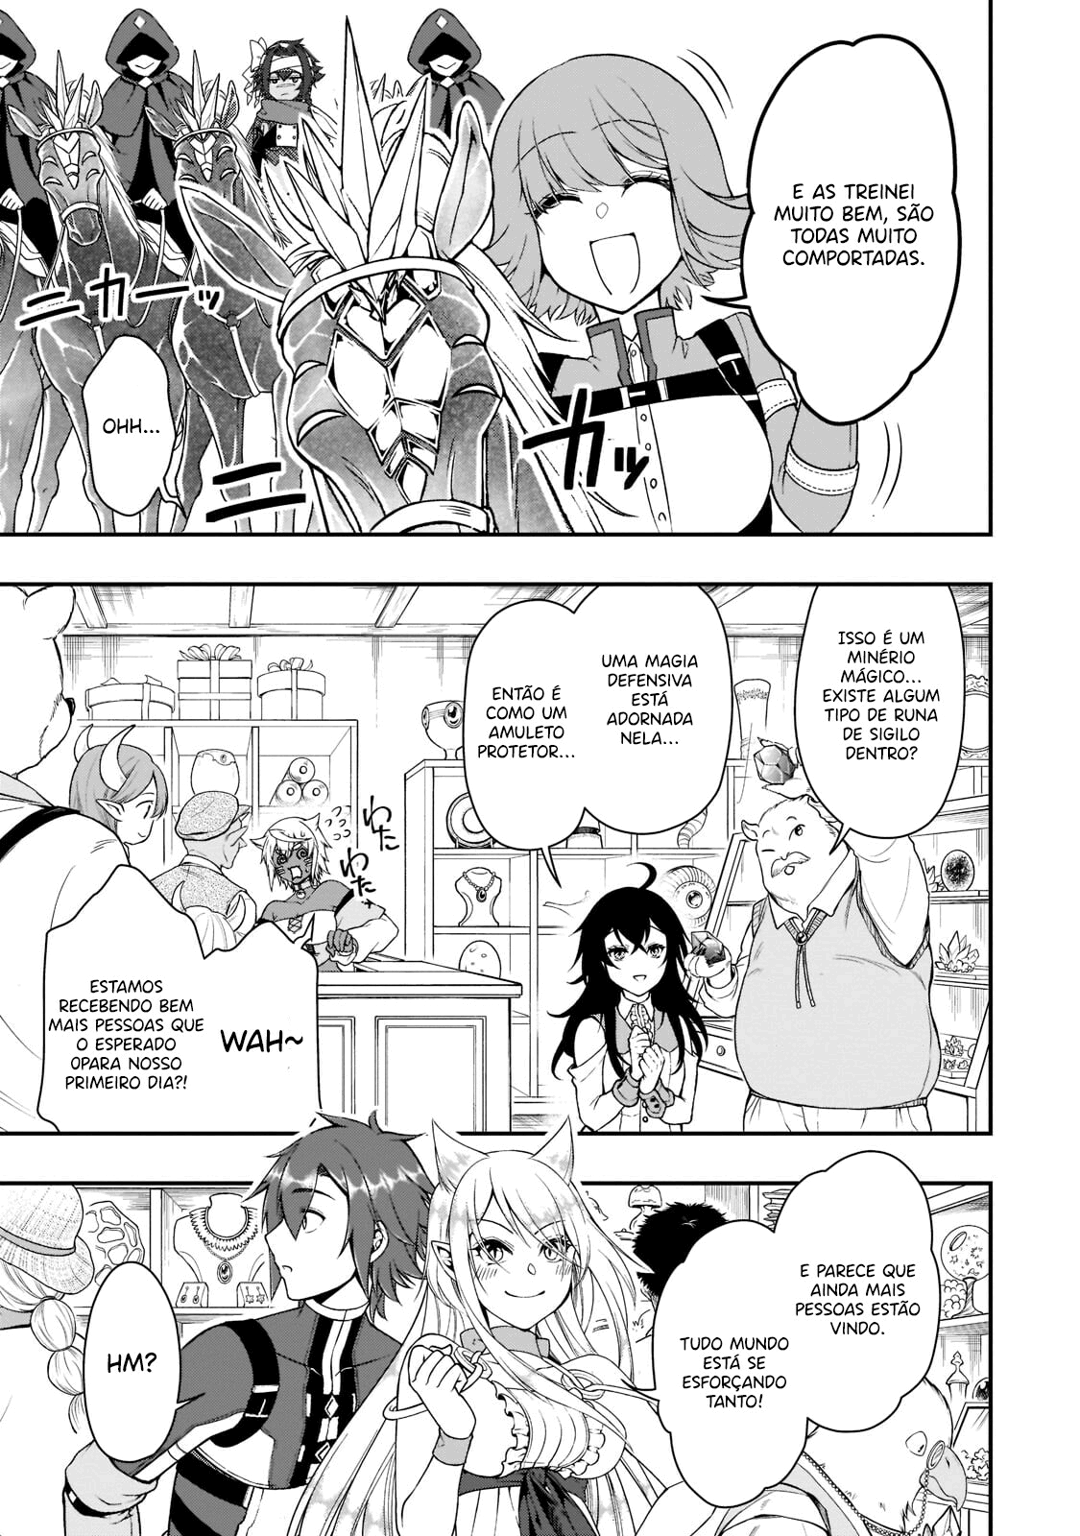 E AS TREINEI
MUITO BEM, SÃO
TODAS MUITO
COMPORTADAS.
ニカーッ
ニカッ
OHH...
ISSO É UM
MINÉRIO
MÁGICO...
EXISTE ALGUM
TIPO DE RUNA
DE SIGILO
DENTRO?
UMA MAGIA
DEFENSIVA
ESTÁ
ADORNADA
NELA...
ENTÃO É
COMO UM
AMULETO
PROTETOR...
わた
わた
WAH~
ESTAMOS
RECEBENDO BEM
MAIS PESSOAS QUE
O ESPERADO
OPARA NOSSO
PRIMEIRO DIA?!
E PARECE QUE
AINDA MAIS
PESSOAS ESTÃO
VINDO.
TUDO MUNDO
ESTÁ SE
ESFORÇANDO
TANTO!
HM?